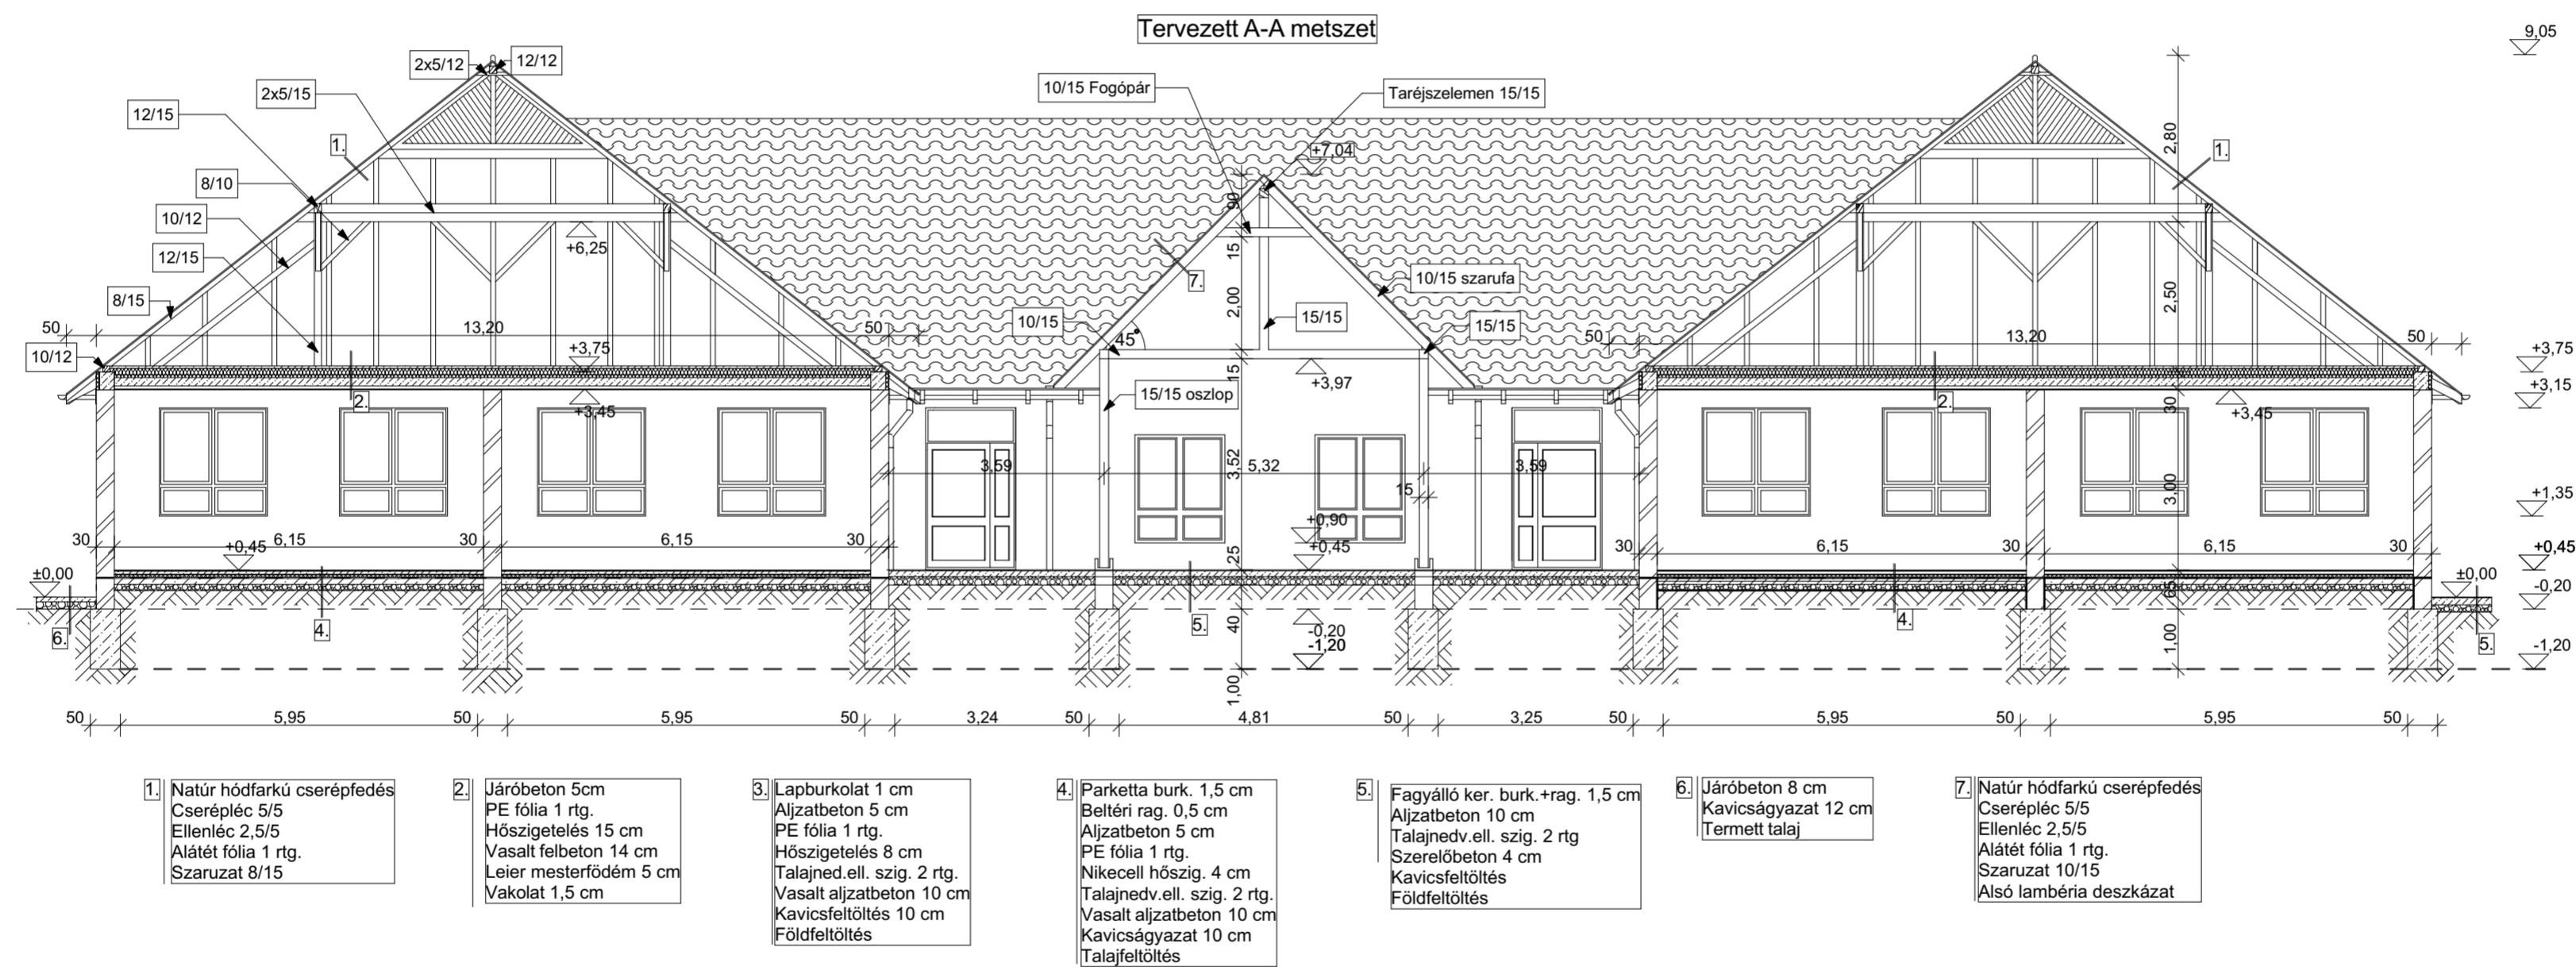 Tervezett A-A metszet
9,05
2x5/12
12/12
2x5/15
12/15
1.
8/10
10/12
12/15
8/15
10/12
10/15 Fogópár
Taréjszelemen 15/15
+7,04
1.
2,80
90
15
2,00
7.
10/15 szarufa
10/15
15/15
15/15
45°
+6,25
2,50
50
13,20
50
50
13,20
50
+3,75
+3,45
2.
15
+3,97
15/15 oszlop
2.
30
+3,45
+3,75
+3,15
3,59
3,52
5,32
3,59
15
3,00
+1,35
30
6,15
30
6,15
30
+0,90
+0,45
30
6,15
30
6,15
30
+0,45
±0,00
+0,45
25
65
±0,00
-0,20
6.
4.
5.
40
-0,20
-1,20
4.
1,00
5.
-1,20
1,00
50
5,95
50
5,95
50
3,24
50
4,81
50
3,25
50
5,95
50
5,95
50
1.
Natúr hódfarkú cserépfedés
Cserépléc 5/5
Ellenléc 2,5/5
Alátét fólia 1 rtg.
Szaruzat 8/15
2.
Járóbeton 5cm
PE fólia 1 rtg.
Hőszigetelés 15 cm
Vasalt felbeton 14 cm
Leier mesterfödém 5 cm
Vakolat 1,5 cm
3.
Lapburkolat 1 cm
Aljzatbeton 5 cm
PE fólia 1 rtg.
Hőszigetelés 8 cm
Talajned.ell. szig. 2 rtg.
Vasalt aljzatbeton 10 cm
Kavicsfeltöltés 10 cm
Földfeltöltés
4.
Parketta burk. 1,5 cm
Beltéri rag. 0,5 cm
Aljzatbeton 5 cm
PE fólia 1 rtg.
Nikecell hőszig. 4 cm
Talajnedv.ell. szig. 2 rtg.
Vasalt aljzatbeton 10 cm
Kavicságyazat 10 cm
Talajfeltöltés
5.
Fagyálló ker. burk.+rag. 1,5 cm
Aljzatbeton 10 cm
Talajnedv.ell. szig. 2 rtg
Szerelőbeton 4 cm
Kavicsfeltöltés
Földfeltöltés
6.
Járóbeton 8 cm
Kavicságyazat 12 cm
Termett talaj
7.
Natúr hódfarkú cserépfedés
Cserépléc 5/5
Ellenléc 2,5/5
Alátét fólia 1 rtg.
Szaruzat 10/15
Alsó lambéria deszkázat